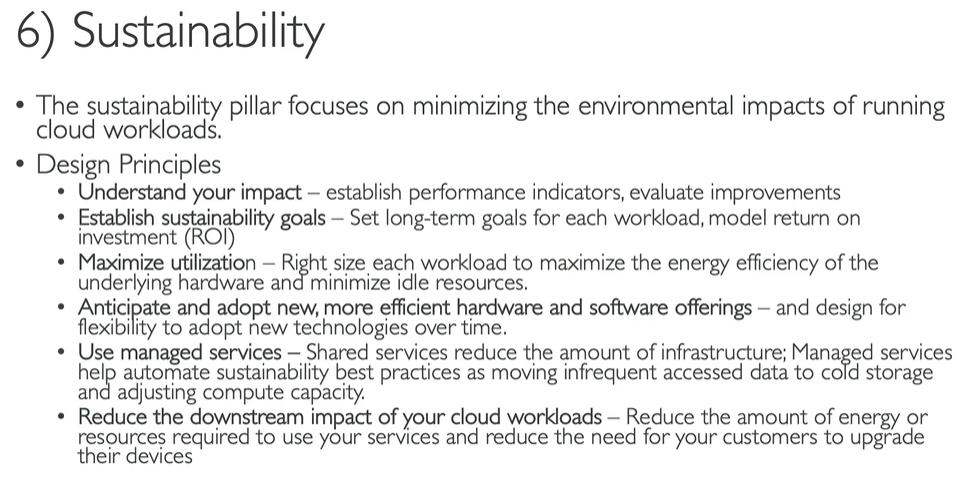 6) Sustainability
• The sustainability pillar focuses on minimizing the environmental impacts of running
cloud workloads.
• Design Principles
• Understand your impact – establish performance indicators, evaluate improvements
• Establish sustainability goals – Set long-term goals for each workload, model return on
investment (ROI)
• Maximize utilization – Right size each workload to maximize the energy efficiency of the
underlying hardware and minimize idle resources.
• Anticipate and adopt new, more efficient hardware and software offerings – and design for
flexibility to adopt new technologies over time.
• Use managed services – Shared services reduce the amount of infrastructure; Managed services
help automate sustainability best practices as moving infrequent accessed data to cold storage
and adjusting compute capacity.
• Reduce the downstream impact of your cloud workloads – Reduce the amount of energy or
resources required to use your services and reduce the need for your customers to upgrade
their devices